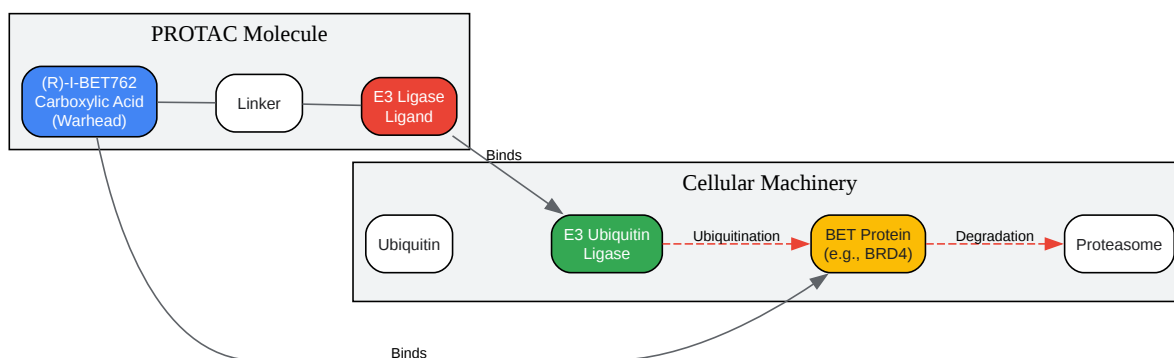 PROTAC Molecule
(R)-I-BET762
Carboxylic Acid
(Warhead)
Linker
E3 Ligase
Ligand
Binds
Cellular Machinery
Ubiquitin
E3 Ubiquitin
Ligase
Ubiquitination
BET Protein
(e.g., BRD4)
Degradation
Proteasome
Binds